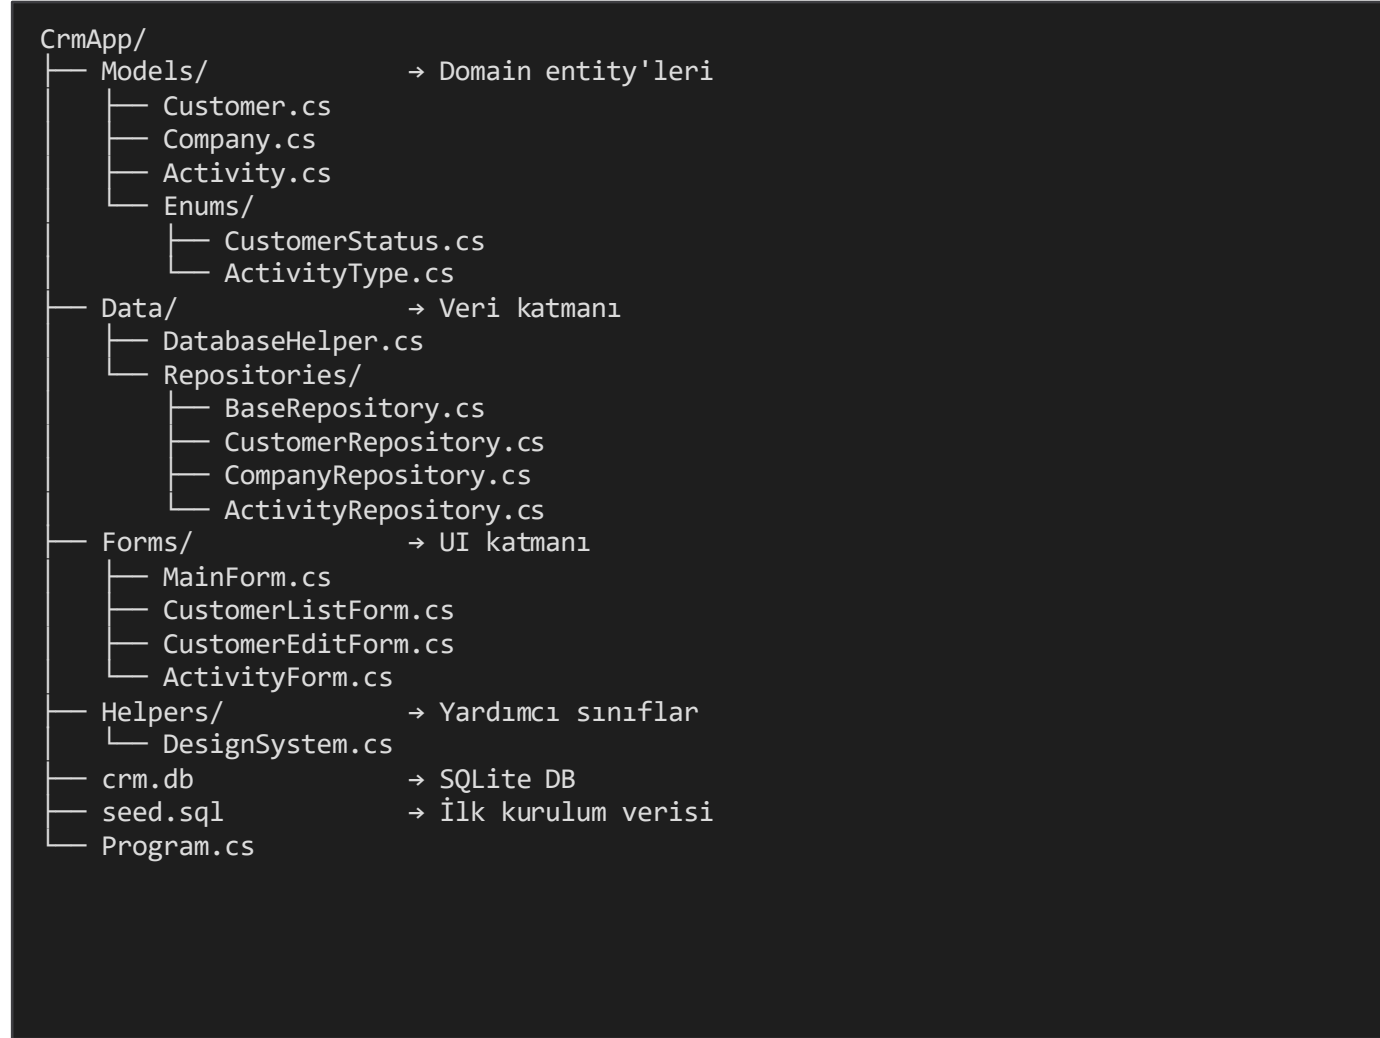 CrmApp/
├── Models/             → Domain entity'leri
│   ├── Customer.cs
│   ├── Company.cs
│   ├── Activity.cs
│   └── Enums/
│       ├── CustomerStatus.cs
│       └── ActivityType.cs
├── Data/               → Veri katmanı
│   ├── DatabaseHelper.cs
│   └── Repositories/
│       ├── BaseRepository.cs
│       ├── CustomerRepository.cs
│       ├── CompanyRepository.cs
│       └── ActivityRepository.cs
├── Forms/              → UI katmanı
│   ├── MainForm.cs
│   ├── CustomerListForm.cs
│   ├── CustomerEditForm.cs
│   └── ActivityForm.cs
├── Helpers/            → Yardımcı sınıflar
│   └── DesignSystem.cs
├── crm.db              → SQLite DB
├── seed.sql            → İlk kurulum verisi
└── Program.cs